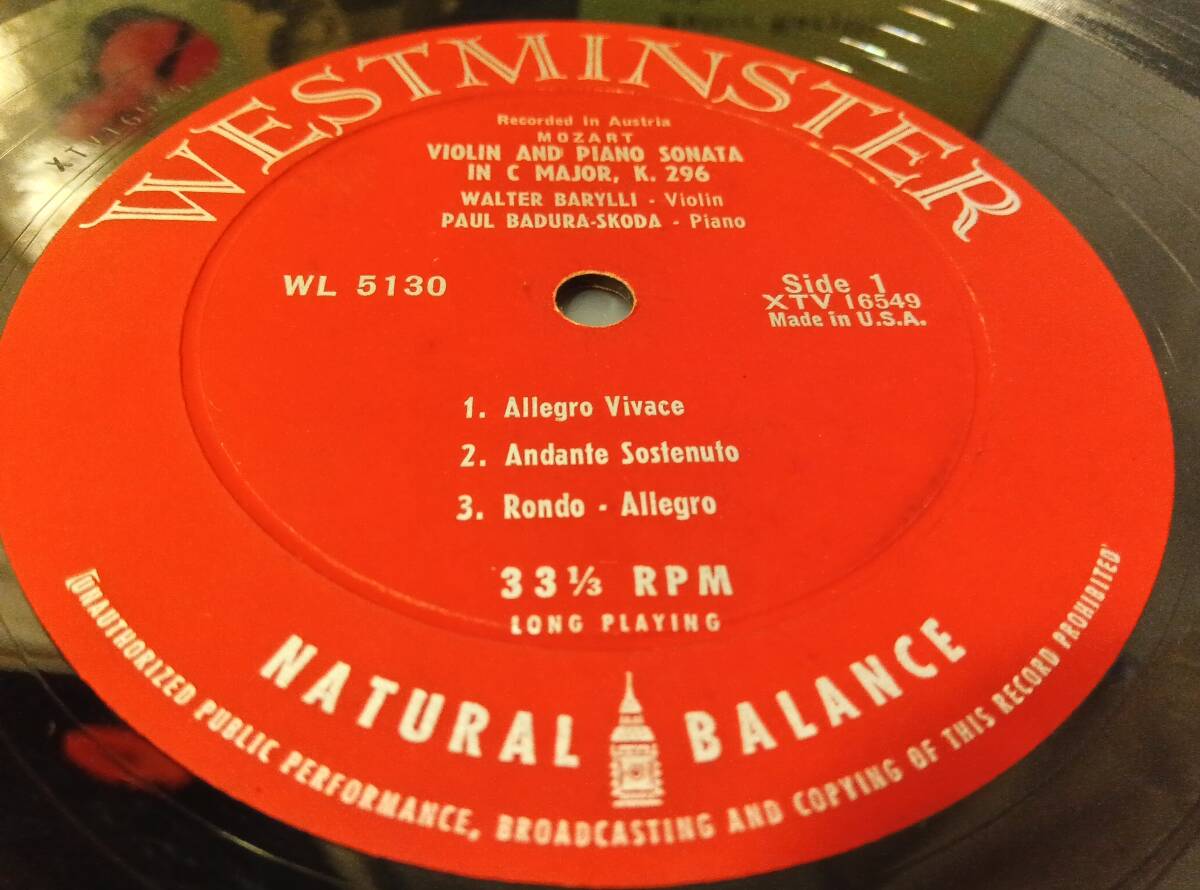 WESTMINSTER
Recorded in Austria
MOZART
VIOLIN AND PIANO SONATA
IN C MAJOR, K. 296
WALTER BARYLLI - Violin
PAUL BADURA-SKODA - Piano
WL 5130
Side 1
XTV 16549
Made in U.S.A.
1. Allegro Vivace
2. Andante Sostenuto
3. Rondo - Allegro
33 1/3 RPM
LONG PLAYING
NATURAL BALANCE
UNAUTHORIZED PUBLIC PERFORMANCE, BROADCASTING AND COPYING OF THIS RECORD PROHIBITED